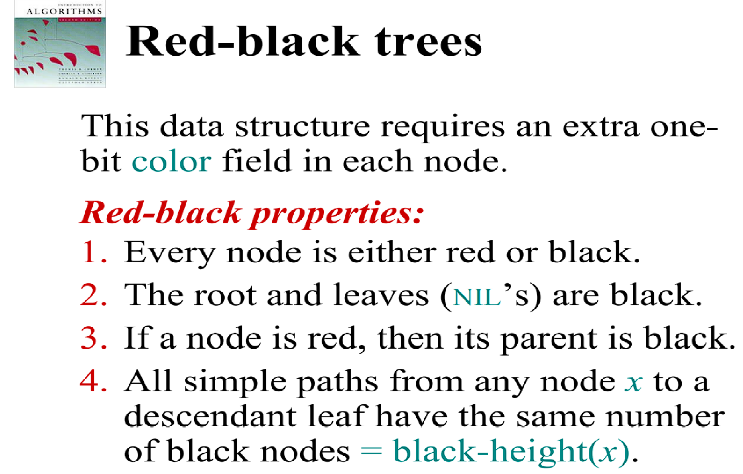 ALGORITHMS
Red-black trees
This data structure requires an extra one-
bit color field in each node.
Red-black properties:
1. Every node is either red or black.
2. The root and leaves (NIL’s) are black.
3. If a node is red, then its parent is black.
4. All simple paths from any node x to a
descendant leaf have the same number
of black nodes = black-height(x).